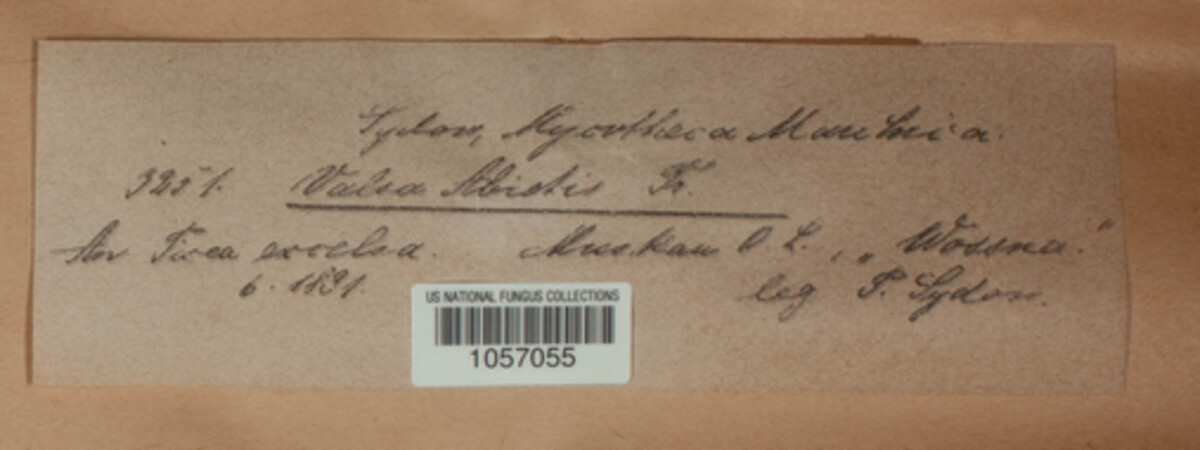 Sydow, Mycotheca Marchica.
3251. Valsa Abietis Fr.
An Picea excelsa. Muskau O L., „Wossna."
6. 1891. leg P. Sydow.
US NATIONAL FUNGUS COLLECTIONS
1057055